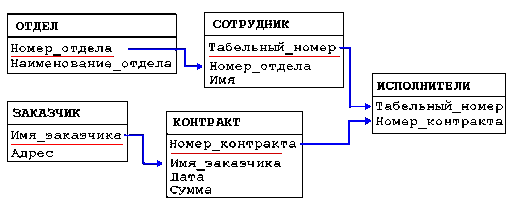 ОТДЕЛ
Номер_отдела
Наименование_отдела
СОТРУДНИК
Табельный_номер
Номер_отдела
Имя
ИСПОЛНИТЕЛИ
Табельный_номер
Номер_контракта
ЗАКАЗЧИК
Имя_заказчика
Адрес
КОНТРАКТ
Номер_контракта
Имя_заказчика
Дата
Сумма